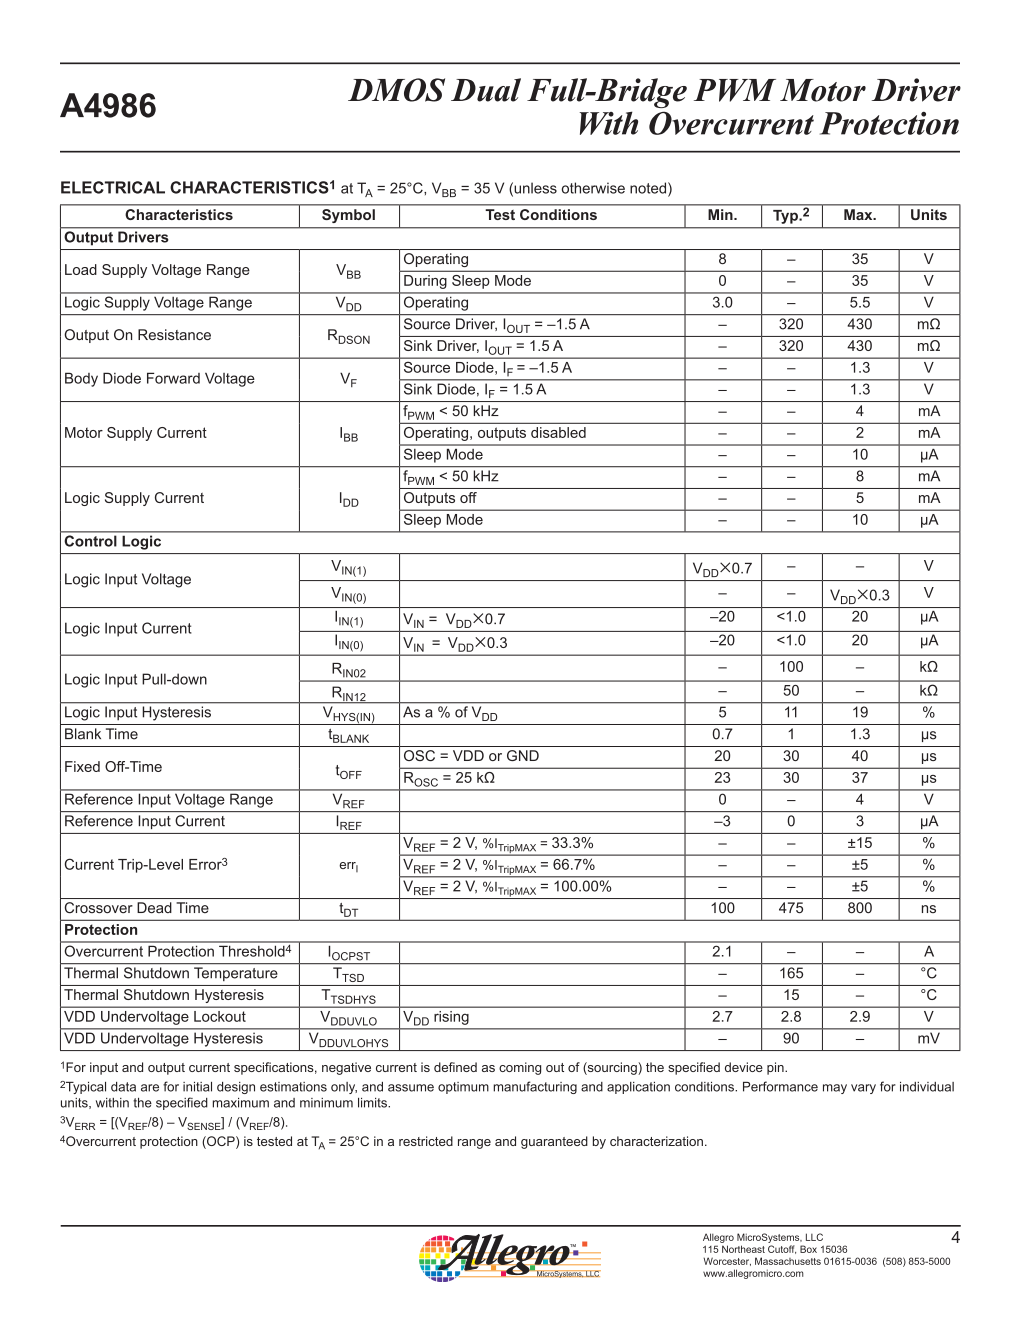 A4986
DMOS Dual Full-Bridge PWM Motor Driver
With Overcurrent Protection
ELECTRICAL CHARACTERISTICS1 at TA = 25°C, VBB = 35 V (unless otherwise noted)
Characteristics Symbol Test Conditions Min. Typ.2 Max. Units
Output Drivers
Load Supply Voltage Range VBB Operating 8 – 35 V
During Sleep Mode 0 – 35 V
Logic Supply Voltage Range VDD Operating 3.0 – 5.5 V
Output On Resistance RDSON Source Driver, IOUT = –1.5 A – 320 430 mΩ
Sink Driver, IOUT = 1.5 A – 320 430 mΩ
Body Diode Forward Voltage VF Source Diode, IF = –1.5 A – – 1.3 V
Sink Diode, IF = 1.5 A – – 1.3 V
Motor Supply Current IBB fPWM < 50 kHz – – 4 mA
Operating, outputs disabled – – 2 mA
Sleep Mode – – 10 μA
Logic Supply Current IDD fPWM < 50 kHz – – 8 mA
Outputs off – – 5 mA
Sleep Mode – – 10 μA
Control Logic
Logic Input Voltage VIN(1) VDD×0.7 – – V
VIN(0) – – VDD×0.3 V
Logic Input Current IIN(1) VIN = VDD×0.7 –20 <1.0 20 μA
IIN(0) VIN = VDD×0.3 –20 <1.0 20 μA
Logic Input Pull-down RIN02 – 100 – kΩ
RIN12 – 50 – kΩ
Logic Input Hysteresis VHYS(IN) As a % of VDD 5 11 19 %
Blank Time tBLANK 0.7 1 1.3 μs
Fixed Off-Time tOFF OSC = VDD or GND 20 30 40 μs
ROSC = 25 kΩ 23 30 37 μs
Reference Input Voltage Range VREF 0 – 4 V
Reference Input Current IREF –3 0 3 μA
Current Trip-Level Error3 errI VREF = 2 V, %ITripMAX = 33.3% – – ±15 %
VREF = 2 V, %ITripMAX = 66.7% – – ±5 %
VREF = 2 V, %ITripMAX = 100.00% – – ±5 %
Crossover Dead Time tDT 100 475 800 ns
Protection
Overcurrent Protection Threshold4 IOCPST 2.1 – – A
Thermal Shutdown Temperature TTSD – 165 – °C
Thermal Shutdown Hysteresis TTSDHYS – 15 – °C
VDD Undervoltage Lockout VDDUVLO VDD rising 2.7 2.8 2.9 V
VDD Undervoltage Hysteresis VDDUVLOHYS – 90 – mV
1For input and output current specifications, negative current is defined as coming out of (sourcing) the specified device pin.
2Typical data are for initial design estimations only, and assume optimum manufacturing and application conditions. Performance may vary for individual
units, within the specified maximum and minimum limits.
3VERR = [(VREF/8) – VSENSE] / (VREF/8).
4Overcurrent protection (OCP) is tested at TA = 25°C in a restricted range and guaranteed by characterization.
Allegro™
MicroSystems, LLC
Allegro MicroSystems, LLC 4
115 Northeast Cutoff, Box 15036
Worcester, Massachusetts 01615-0036 (508) 853-5000
www.allegromicro.com